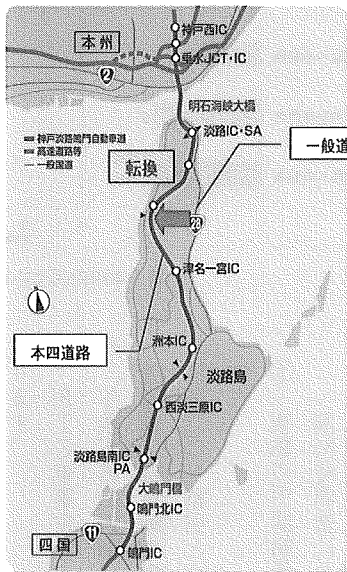 神戸西IC
本州
垂水JCT・IC
2
明石海峡大橋
淡路IC・SA
神戸淡路鳴門自動車道
高速道路等
一般国道
一般道
転換
28
津名一宮IC
本四道路
洲本IC
淡路島
西淡三原IC
淡路島南IC
PA
大鳴門橋
鳴門北IC
11
四国
鳴門IC